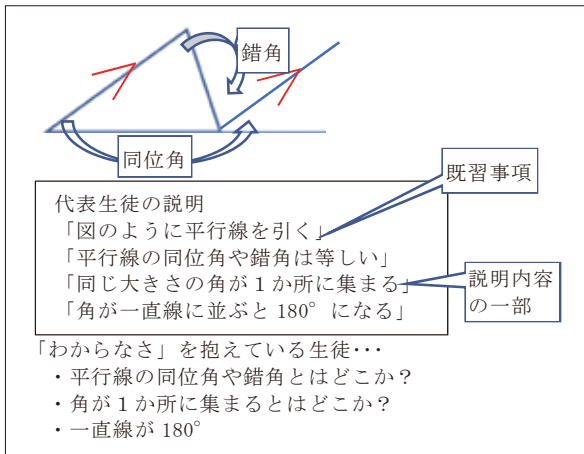 錯角
同位角
既習事項
代表生徒の説明
「図のように平行線を引く」
「平行線の同位角や錯角は等しい」
「同じ大きさの角が1か所に集まる」
「角が一直線に並ぶと 180° になる」
説明内容
の一部
「わからなさ」を抱えている生徒･･･
・平行線の同位角や錯角とはどこか？
・角が1か所に集まるとはどこか？
・一直線が 180°